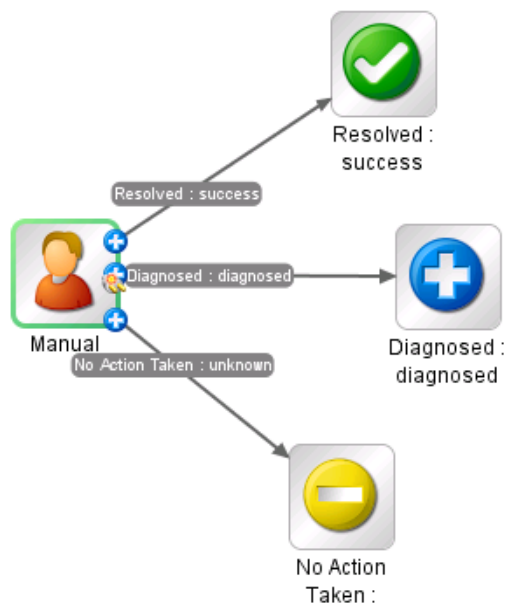 Resolved :
success
Resolved : success
Diagnosed : diagnosed
Manual
Diagnosed :
diagnosed
No Action Taken : unknown
No Action
Taken :